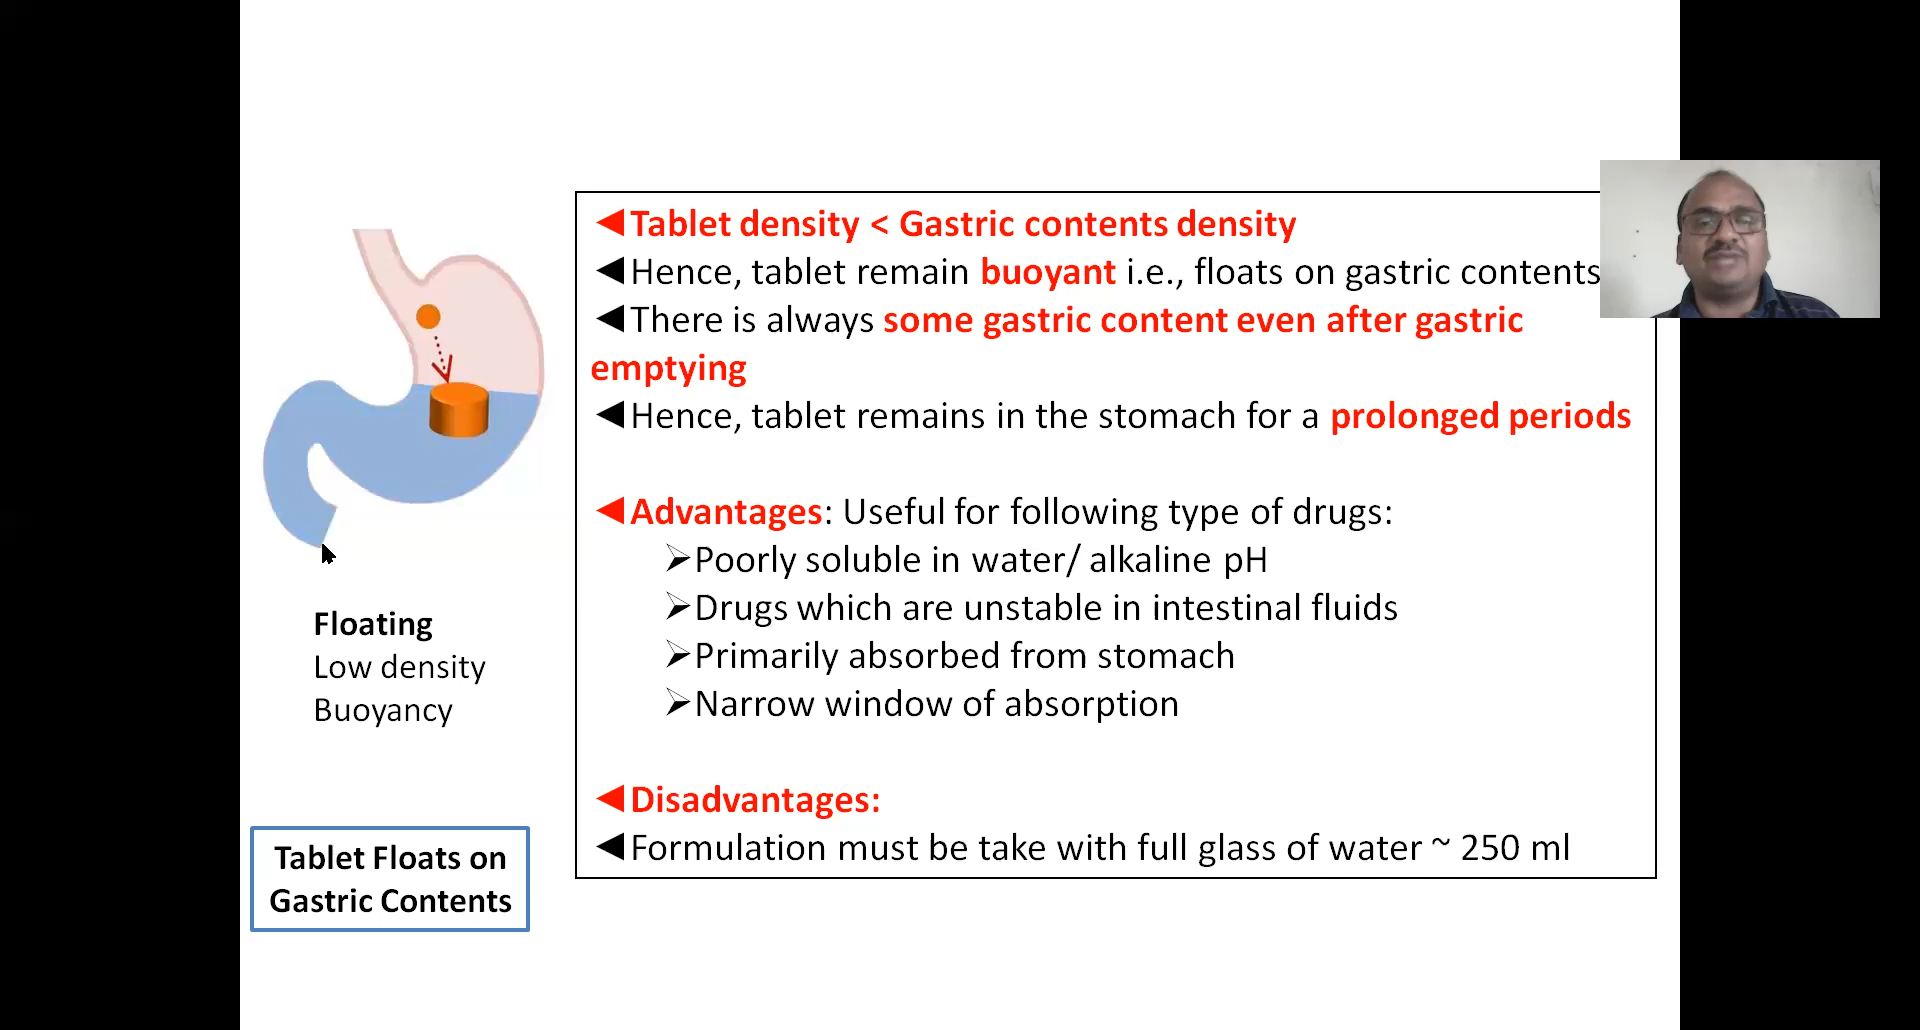 ◄Tablet density < Gastric contents density
◄Hence, tablet remain buoyant i.e., floats on gastric contents
◄There is always some gastric content even after gastric
emptying
◄Hence, tablet remains in the stomach for a prolonged periods
◄Advantages: Useful for following type of drugs:
➢Poorly soluble in water/ alkaline pH
➢Drugs which are unstable in intestinal fluids
➢Primarily absorbed from stomach
➢Narrow window of absorption
◄Disadvantages:
◄Formulation must be take with full glass of water ~ 250 ml
Floating
Low density
Buoyancy
Tablet Floats on
Gastric Contents